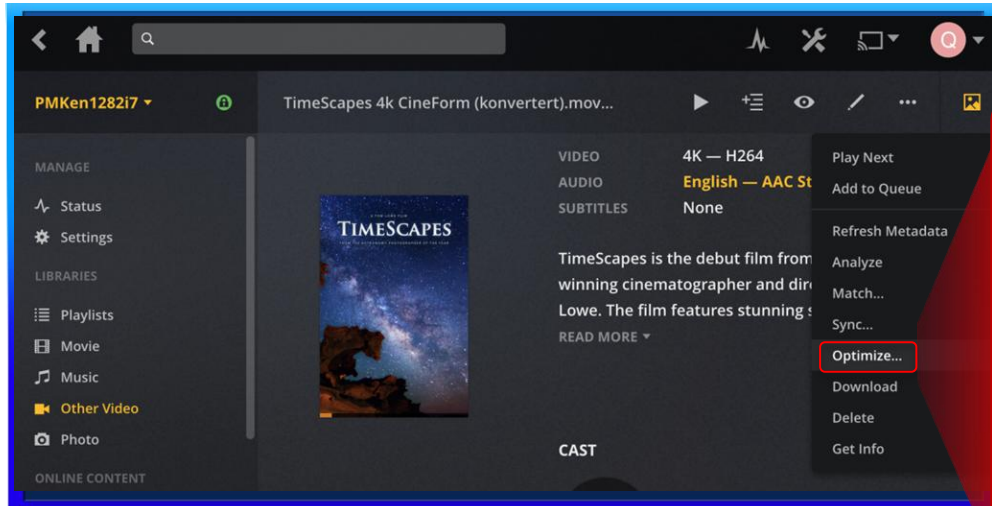 Q
PMKen1282i7
TimeScapes 4k CineForm (konvertert).mov...
MANAGE
Status
Settings
LIBRARIES
Playlists
Movie
Music
Other Video
Photo
ONLINE CONTENT
TIMESCAPES
VIDEO 4K — H264
AUDIO English — AAC St
SUBTITLES None
TimeScapes is the debut film from
winning cinematographer and dire
Lowe. The film features stunning s
READ MORE
CAST
Play Next
Add to Queue
Refresh Metadata
Analyze
Match...
Sync...
Optimize...
Download
Delete
Get Info